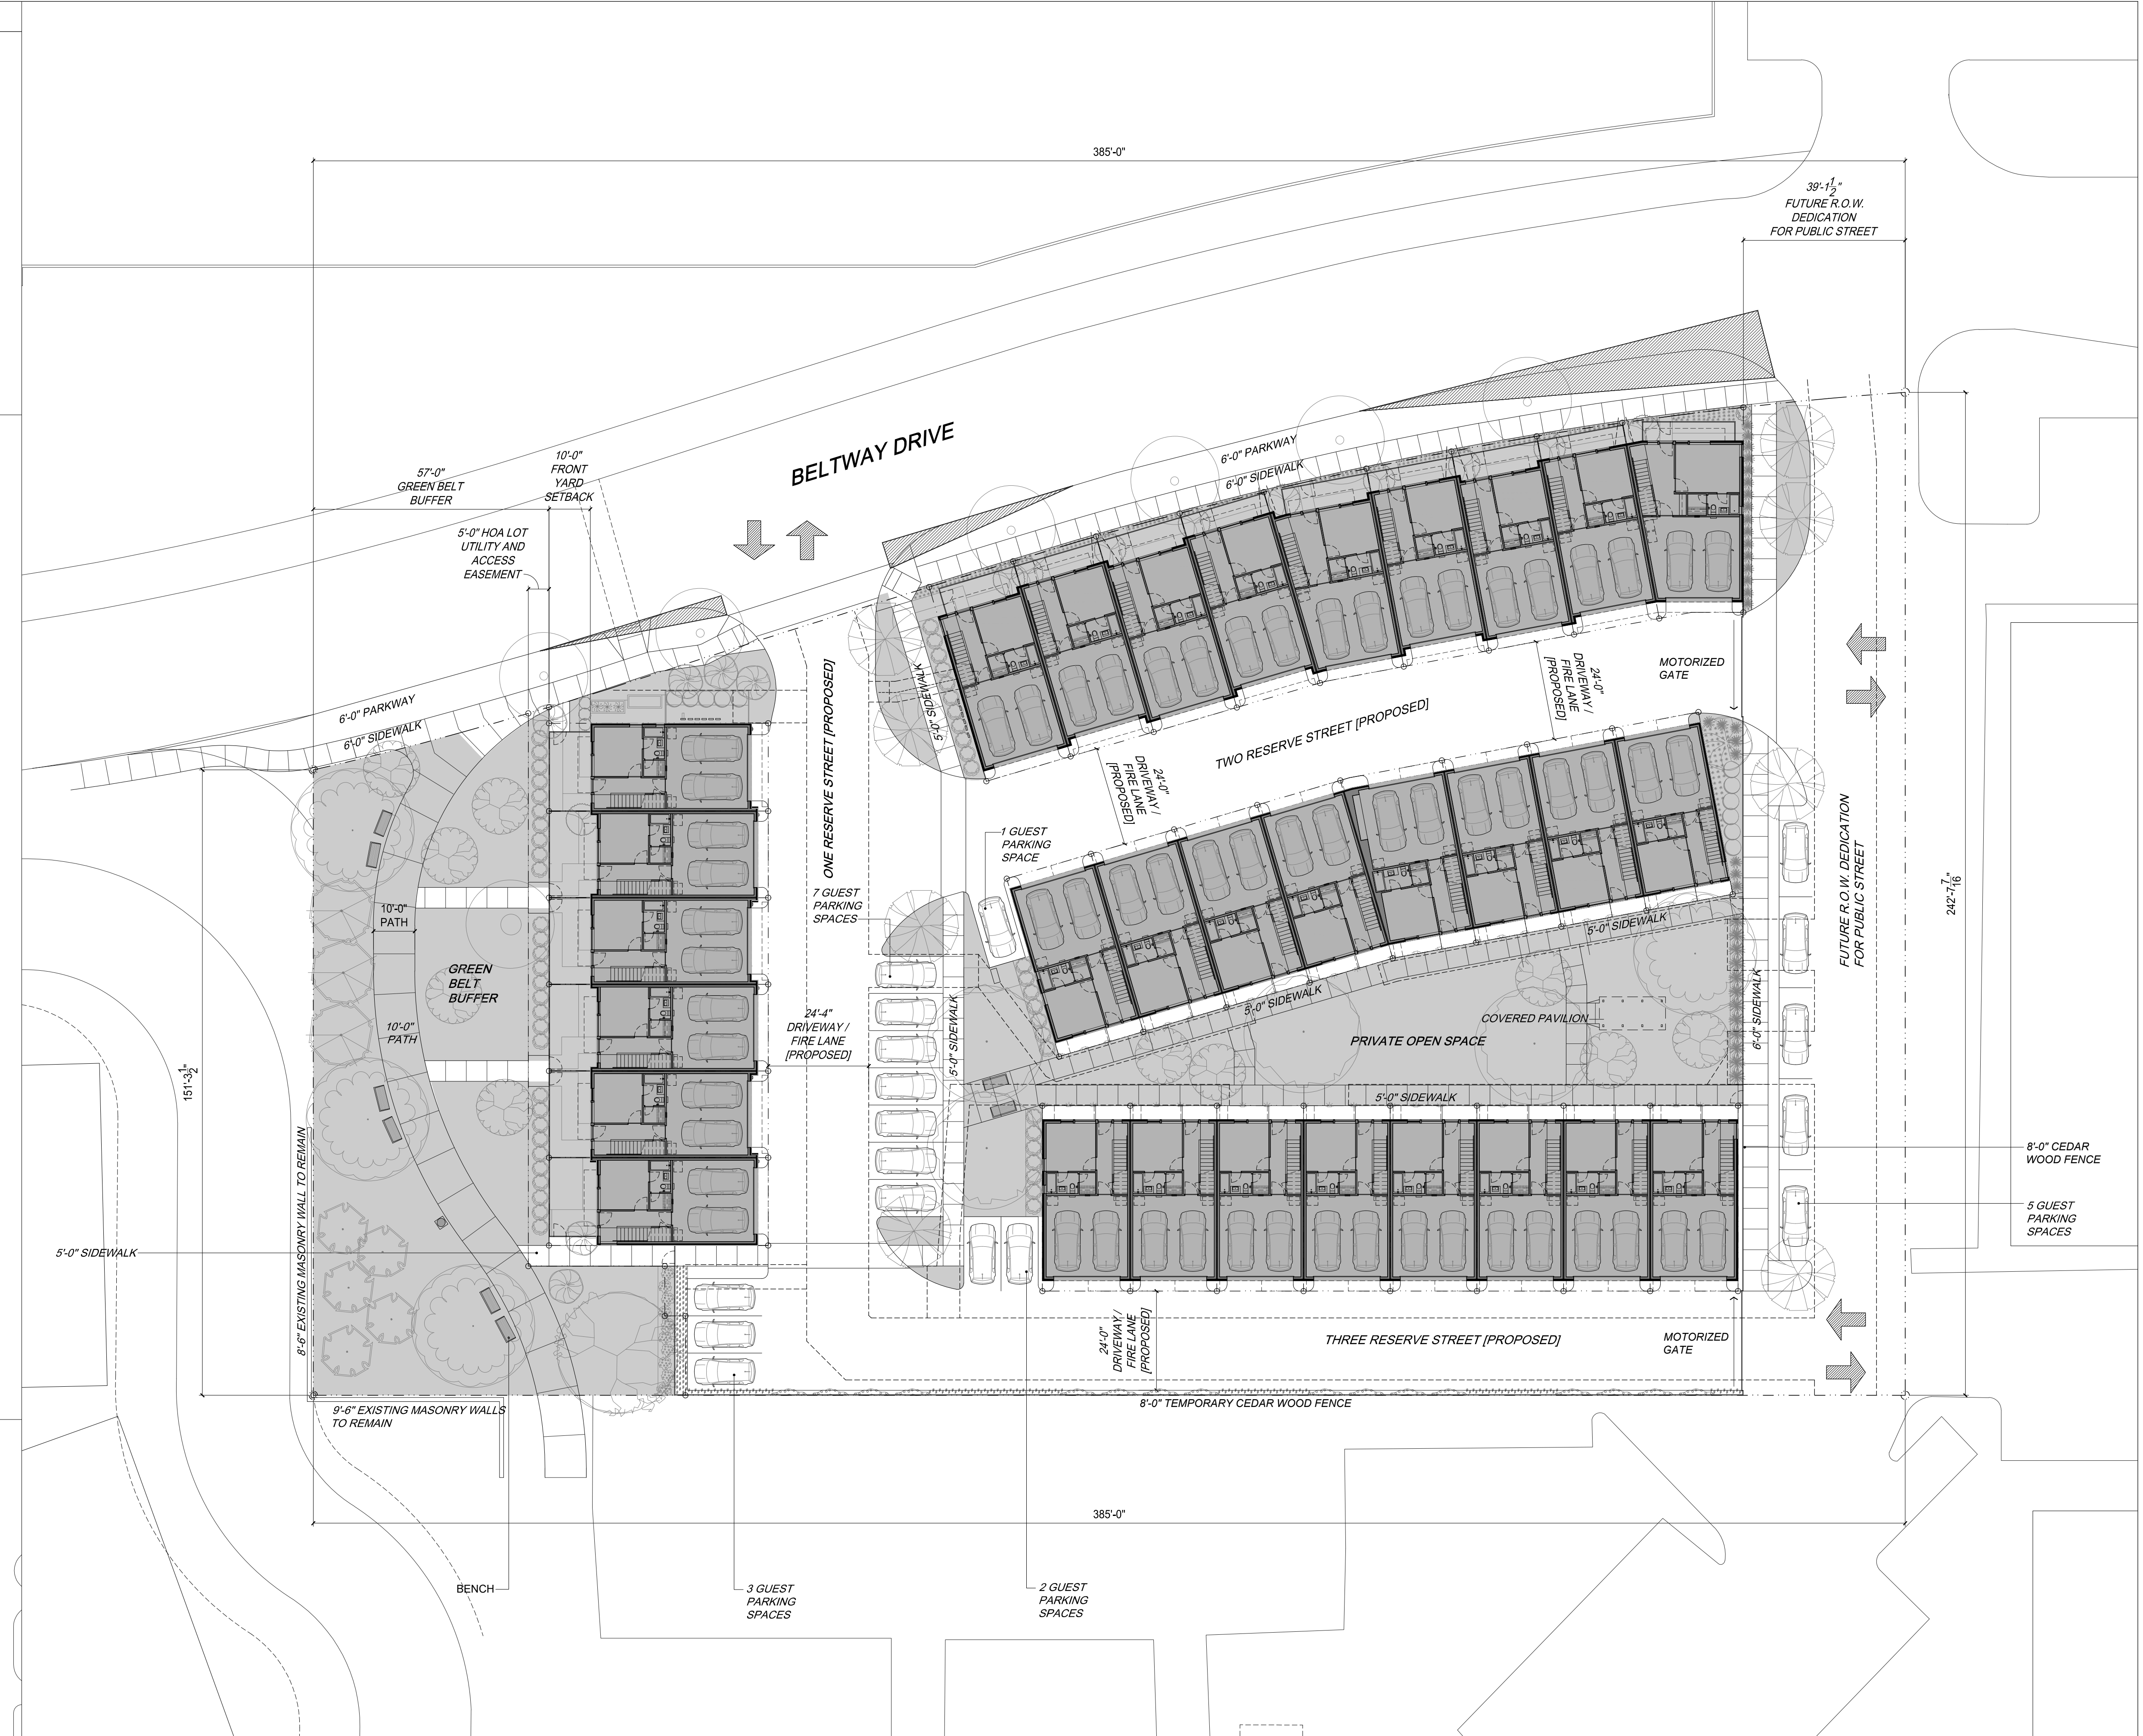 385'-0"
39'-1 1/2"
FUTURE R.O.W.
DEDICATION
FOR PUBLIC STREET
BELTWAY DRIVE
6'-0" PARKWAY
6'-0" SIDEWALK
57'-0"
GREEN BELT
BUFFER
10'-0"
FRONT
YARD
SETBACK
5'-0" HOA LOT
UTILITY AND
ACCESS
EASEMENT
6'-0" PARKWAY
6'-0" SIDEWALK
ONE RESERVE STREET [PROPOSED]
5'-0" SIDEWALK
24'-0"
DRIVEWAY /
FIRE LANE
[PROPOSED]
MOTORIZED
GATE
TWO RESERVE STREET [PROPOSED]
24'-0"
DRIVEWAY /
FIRE LANE
[PROPOSED]
1 GUEST
PARKING
SPACE
7 GUEST
PARKING
SPACES
FUTURE R.O.W. DEDICATION
FOR PUBLIC STREET
242'-7 7/16"
10'-0"
PATH
GREEN
BELT
BUFFER
10'-0"
PATH
24'-4"
DRIVEWAY /
FIRE LANE
[PROPOSED]
5'-0" SIDEWALK
5'-0" SIDEWALK
5'-0" SIDEWALK
COVERED PAVILION
PRIVATE OPEN SPACE
6'-0" SIDEWALK
5'-0" SIDEWALK
151'-3 1/2"
8'-6" EXISTING MASONRY WALL TO REMAIN
8'-0" CEDAR
WOOD FENCE
5 GUEST
PARKING
SPACES
5'-0" SIDEWALK
24'-0"
DRIVEWAY /
FIRE LANE
[PROPOSED]
THREE RESERVE STREET [PROPOSED]
MOTORIZED
GATE
9'-6" EXISTING MASONRY WALLS
TO REMAIN
8'-0" TEMPORARY CEDAR WOOD FENCE
385'-0"
BENCH
3 GUEST
PARKING
SPACES
2 GUEST
PARKING
SPACES